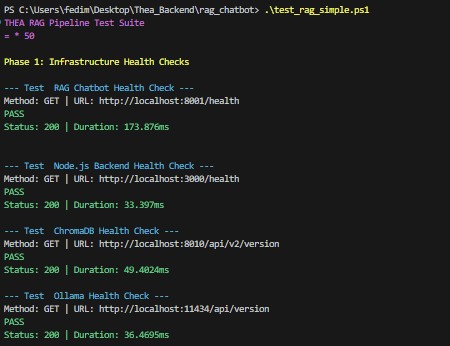 PS C:\Users\fedim\Desktop\Thea_Backend\rag_chatbot> .\test_rag_simple.ps1
THEA RAG Pipeline Test Suite
= * 50
Phase 1: Infrastructure Health Checks
--- Test  RAG Chatbot Health Check ---
Method: GET | URL: http://localhost:8001/health
PASS
Status: 200 | Duration: 173.876ms
--- Test  Node.js Backend Health Check ---
Method: GET | URL: http://localhost:3000/health
PASS
Status: 200 | Duration: 33.397ms
--- Test  ChromaDB Health Check ---
Method: GET | URL: http://localhost:8010/api/v2/version
PASS
Status: 200 | Duration: 49.4024ms
--- Test  Ollama Health Check ---
Method: GET | URL: http://localhost:11434/api/version
PASS
Status: 200 | Duration: 36.4695ms